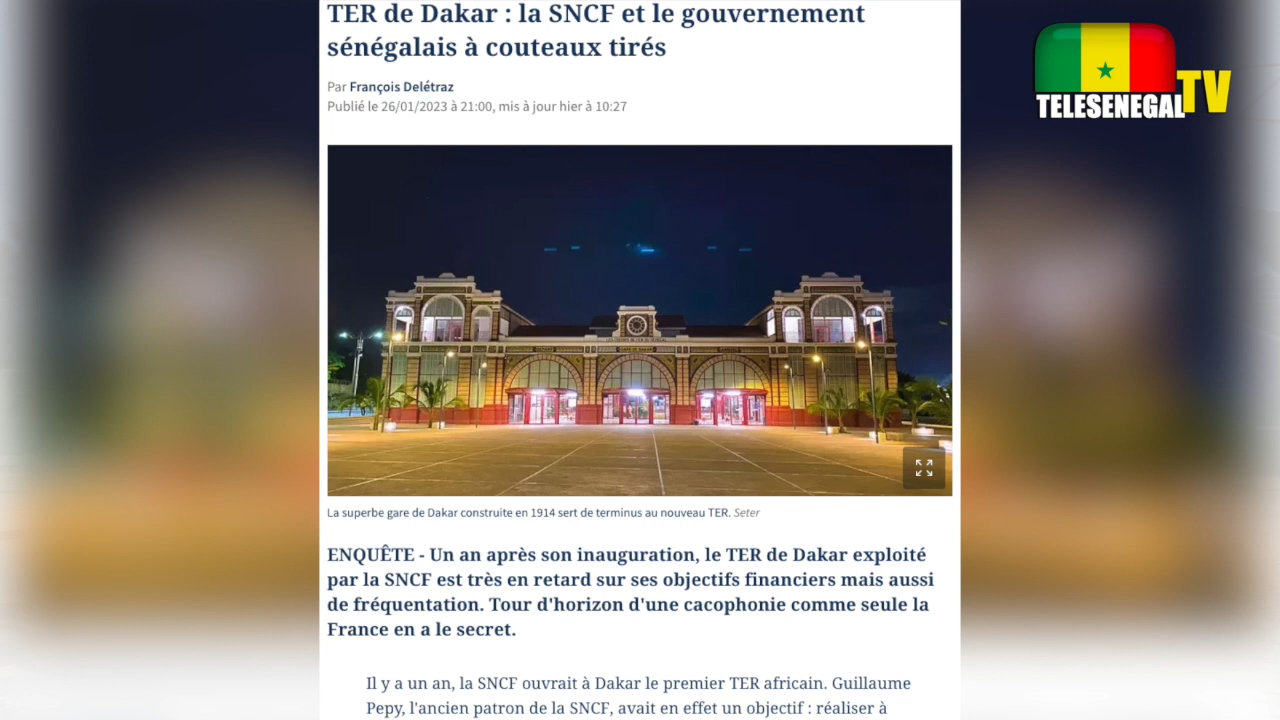 TER de Dakar : la SNCF et le gouvernement
sénégalais à couteaux tirés
Par François Delétraz
Publié le 26/01/2023 à 21:00, mis à jour hier à 10:27
TELESENEGAL TV
La superbe gare de Dakar construite en 1914 sert de terminus au nouveau TER. Seter
ENQUÊTE - Un an après son inauguration, le TER de Dakar exploité
par la SNCF est très en retard sur ses objectifs financiers mais aussi
de fréquentation. Tour d'horizon d'une cacophonie comme seule la
France en a le secret.
Il y a un an, la SNCF ouvrait à Dakar le premier TER africain. Guillaume
Pepy, l'ancien patron de la SNCF, avait en effet un objectif : réaliser à